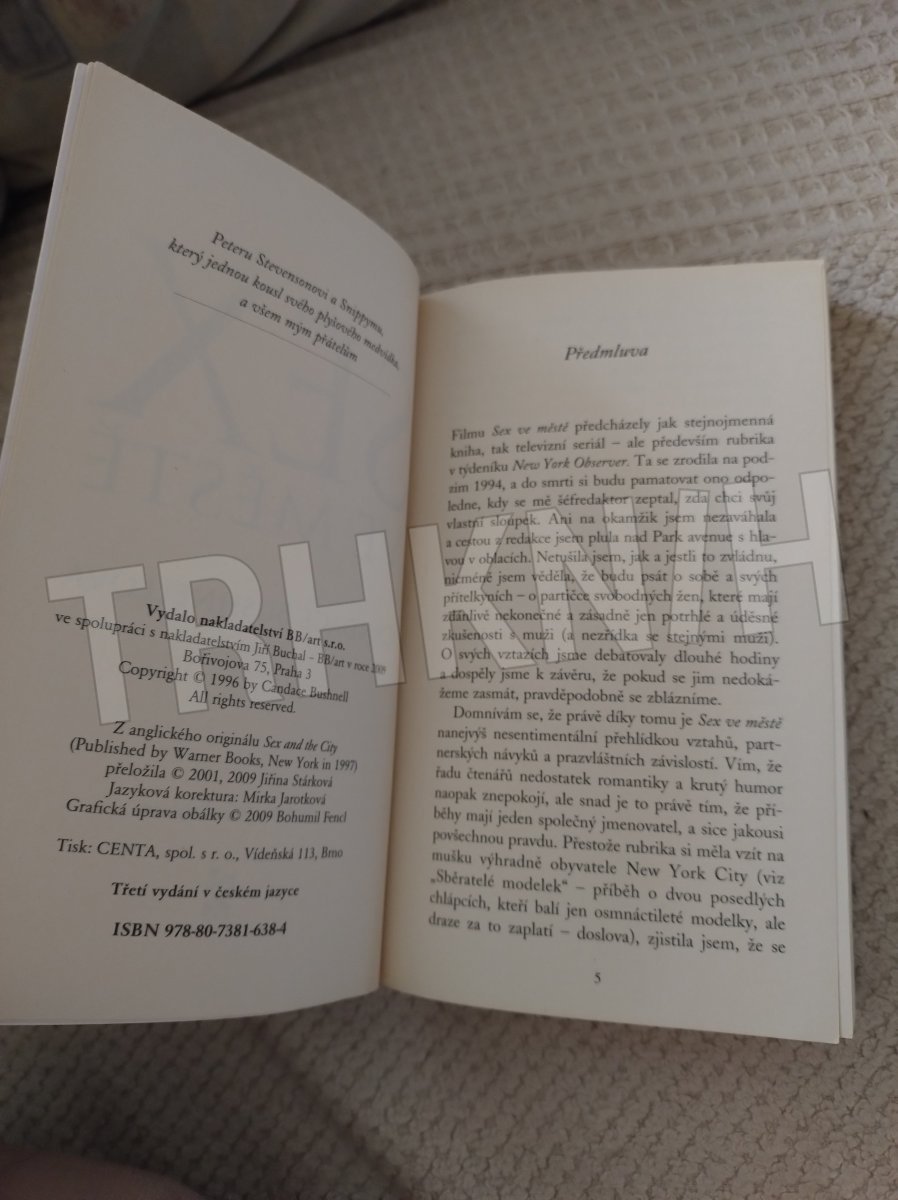 Peteru Stevensonovi a Snippymu,
který jednou kousl svého plyšového medvídka,
a všem mým přátelům
Vydalo nakladatelství BB/art s.r.o.
ve spolupráci s nakladatelstvím Jiří Buchal – BB/art v roce 2009
Bořivojova 75, Praha 3
Copyright © 1996 by Candace Bushnell
All rights reserved.
Z anglického originálu Sex and the City
(Published by Warner Books, New York in 1997)
přeložila © 2001, 2009 Jiřina Stárková
Jazyková korektura: Mirka Jarotková
Grafická úprava obálky © 2009 Bohumil Fencl
Tisk: CENTA, spol. s r. o., Vídeňská 113, Brno
Třetí vydání v českém jazyce
ISBN 978-80-7381-638-4
Předmluva
Filmu Sex ve městě předcházely jak stejnojmenná
kniha, tak televizní seriál – ale především rubrika
v týdeníku New York Observer. Ta se zrodila na pod-
zim 1994, a do smrti si budu pamatovat ono odpo-
ledne, kdy se mě šéfredaktor zeptal, zda chci svůj
vlastní sloupek. Ani na okamžik jsem nezaváhala
a cestou z redakce jsem plula nad Park avenue s hla-
vou v oblacích. Netušila jsem, jak a jestli to zvládnu,
nicméně jsem věděla, že budu psát o sobě a svých
přítelkyních – o partičce svobodných žen, které mají
zdánlivě nekonečné a zásadně jen potrhlé a úděsné
zkušenosti s muži (a nezřídka se stejnými muži).
O svých vztazích jsme debatovaly dlouhé hodiny
a dospěly jsme k závěru, že pokud se jim nedoká-
žeme zasmát, pravděpodobně se zblázníme.
Domnívám se, že právě díky tomu je Sex ve městě
nanejvýš nesentimentální přehlídkou vztahů, part-
nerských návyků a prazvláštních závislostí. Vím, že
řadu čtenářů nedostatek romantiky a krutý humor
naopak znepokojí, ale snad je to právě tím, že pří-
běhy mají jeden společný jmenovatel, a sice jakousi
povšechnou pravdu. Přestože rubrika si měla vzít na
mušku výhradně obyvatele New York City (viz
„Sběratelé modelek“ – příběh o dvou posedlých
chlápcích, kteří balí jen osmnáctileté modelky, ale
draze za to zaplatí – doslova), zjistila jsem, že se
5
TRHKNIH